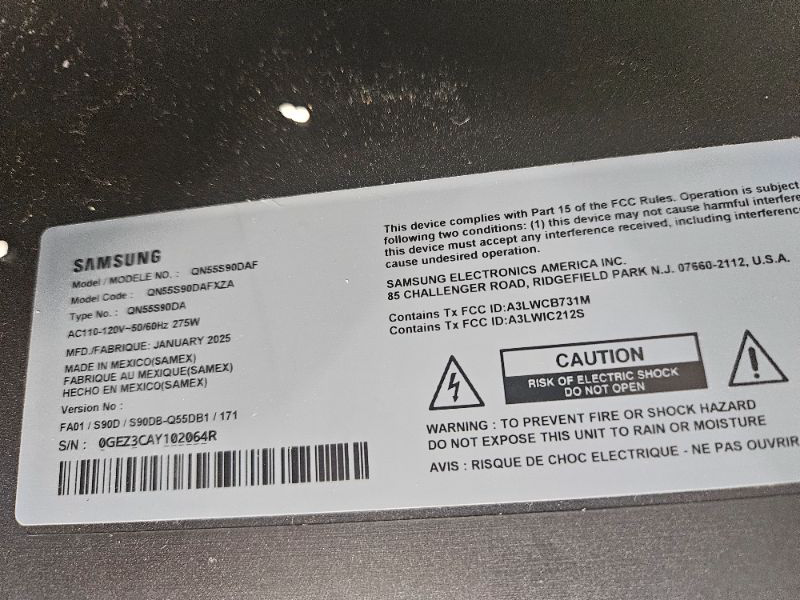 SAMSUNG
Model / MODELE NO. : QN55S90DAF
Model Code : QN55S90DAFXZA
Type No. : QN55S90DA
AC110-120V~50/60Hz 275W
MFD./FABRIQUE: JANUARY 2025
MADE IN MEXICO(SAMEX)
FABRIQUE AU MEXIQUE(SAMEX)
HECHO EN MEXICO(SAMEX)
Version No :
FA01 / S90D / S90DB-Q55DB1 / 171
S/N : 0GEZ3CAY102064R
This device complies with Part 15 of the FCC Rules. Operation is subject
following two conditions: (1) this device may not cause harmful interfere
this device must accept any interference received, including interference
cause undesired operation.
SAMSUNG ELECTRONICS AMERICA INC.
85 CHALLENGER ROAD, RIDGEFIELD PARK N.J. 07660-2112, U.S.A.
Contains Tx FCC ID:A3LWCB731M
Contains Tx FCC ID:A3LWIC212S
CAUTION
RISK OF ELECTRIC SHOCK
DO NOT OPEN
WARNING : TO PREVENT FIRE OR SHOCK HAZARD
DO NOT EXPOSE THIS UNIT TO RAIN OR MOISTURE
AVIS : RISQUE DE CHOC ELECTRIQUE - NE PAS OUVRIR